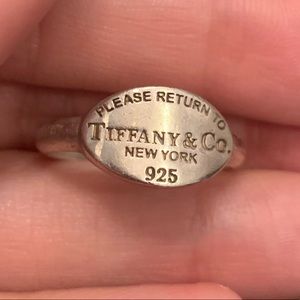 PLEASE RETURN TO
TIFFANY & CO.
NEW YORK
925